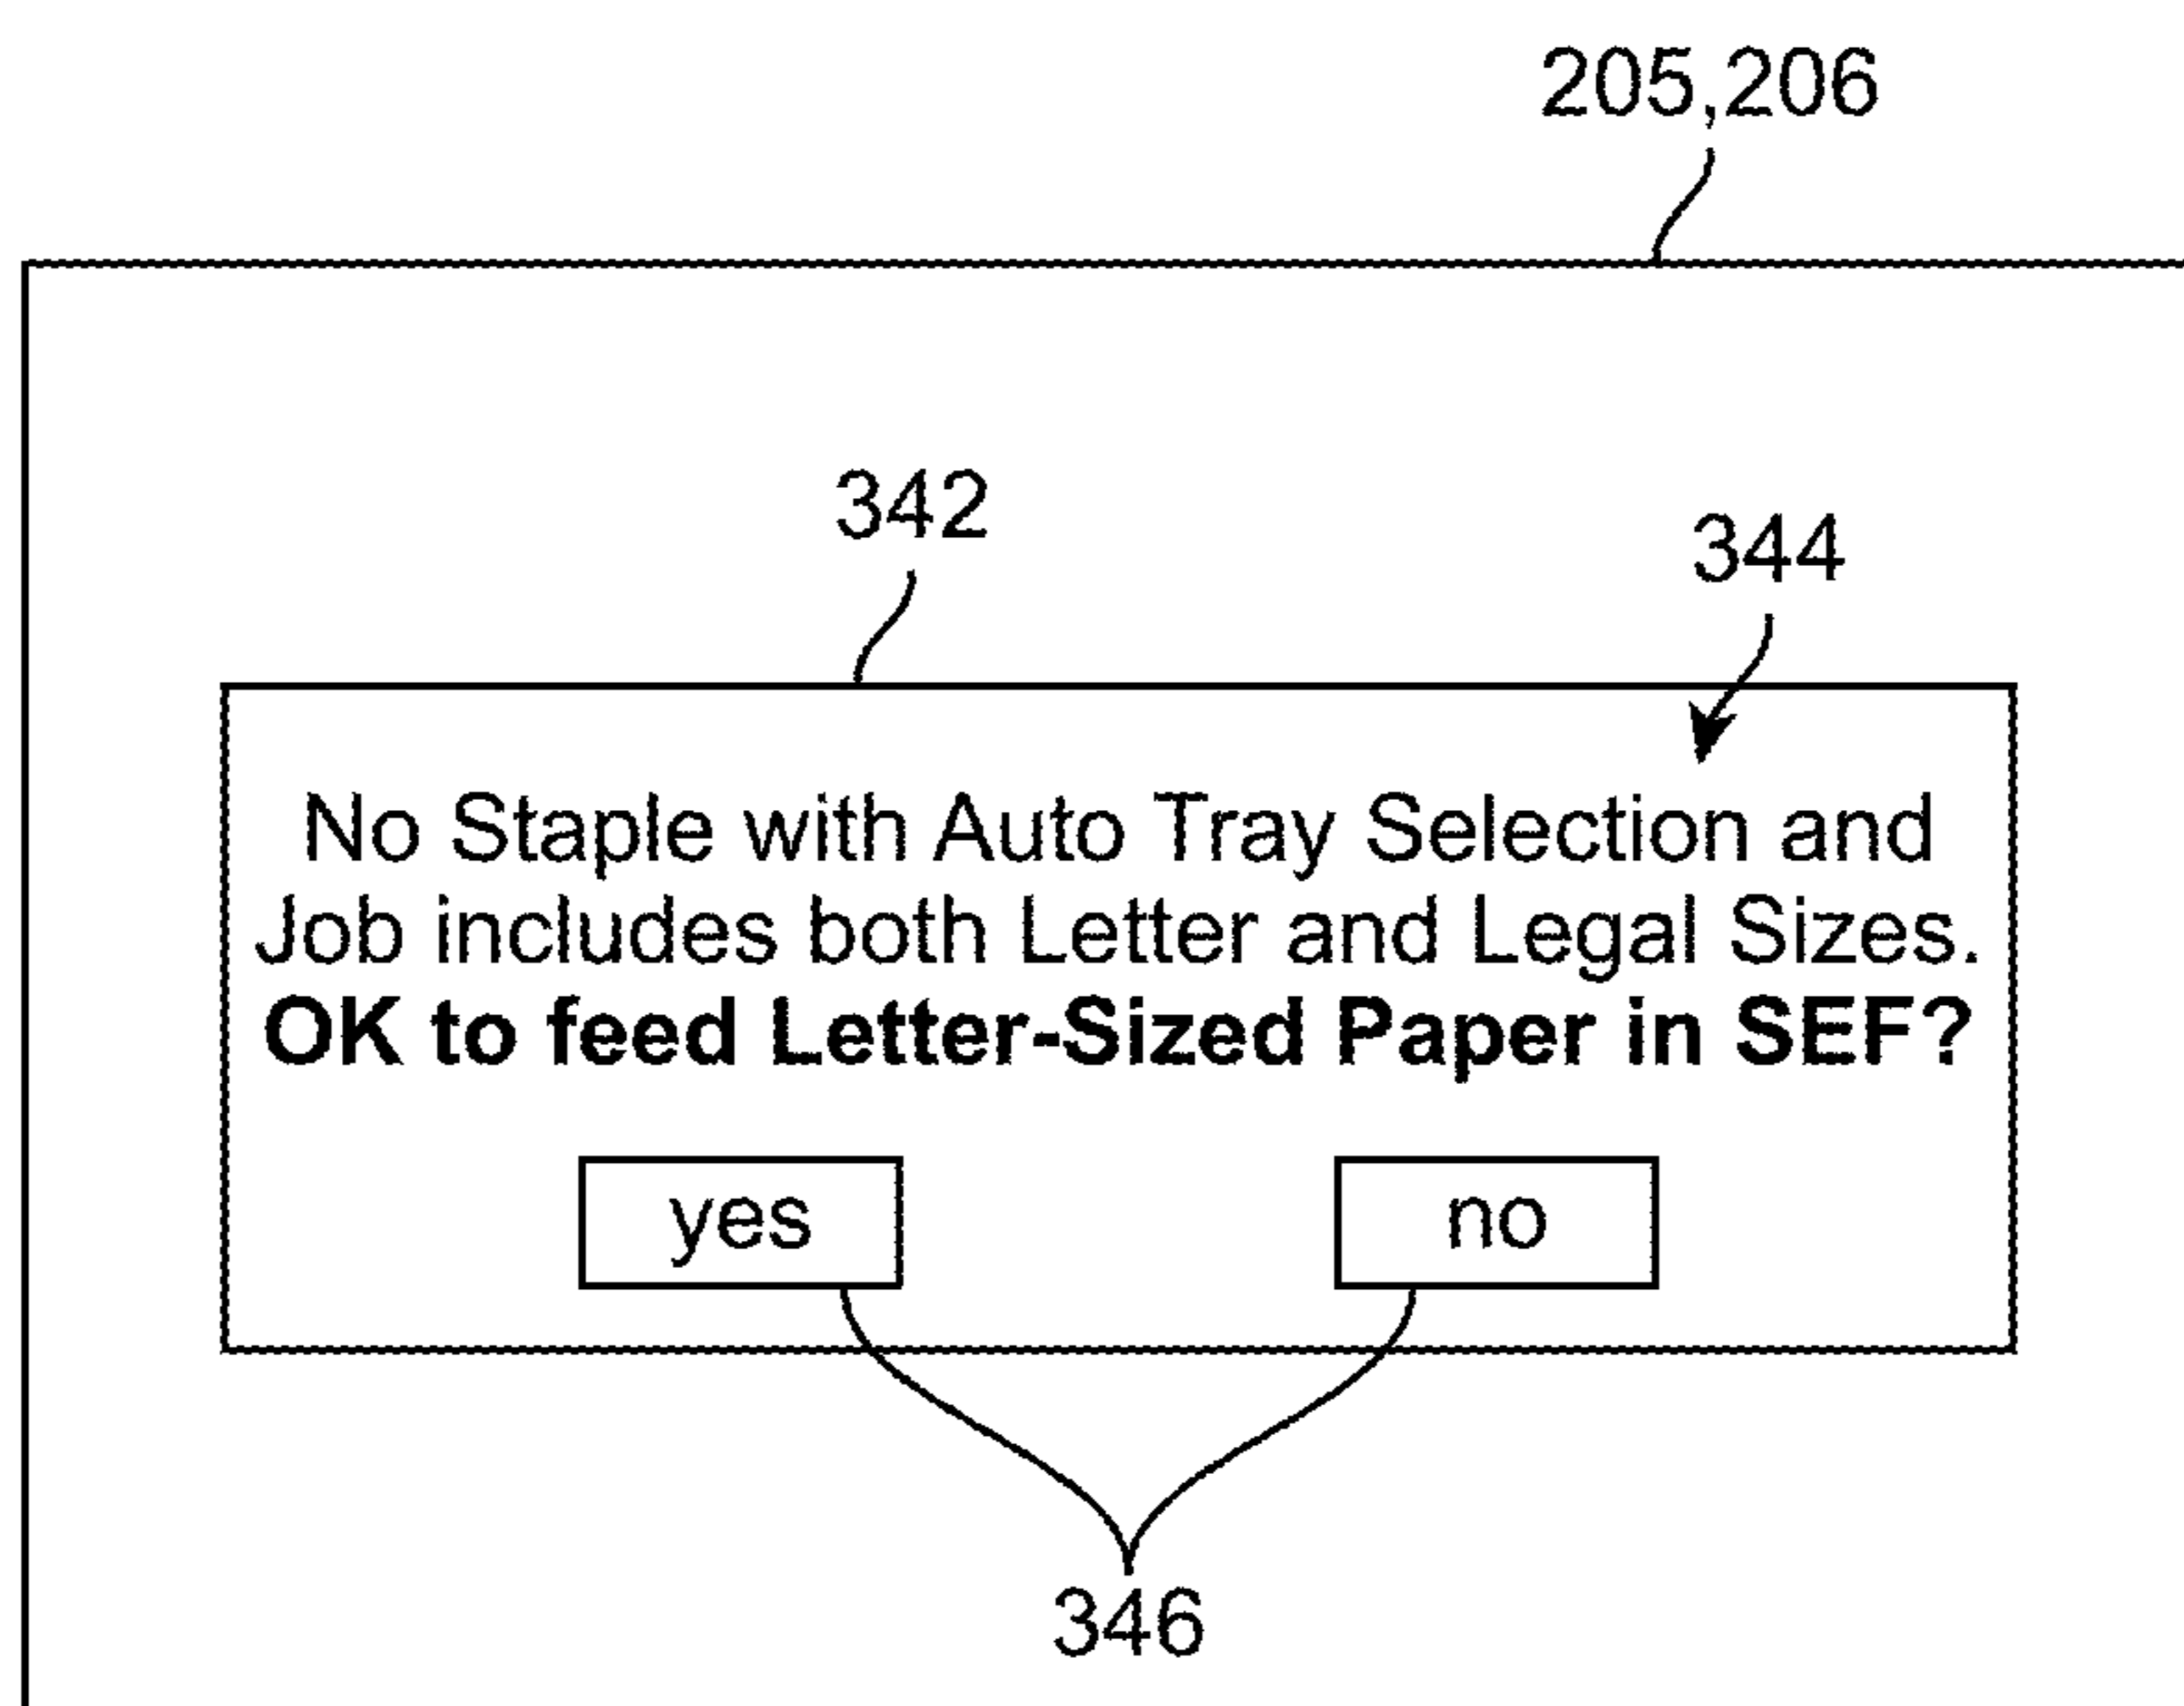 205,206
342
344
No Staple with Auto Tray Selection and
Job includes both Letter and Legal Sizes.
OK to feed Letter-Sized Paper in SEF?
yes no
346